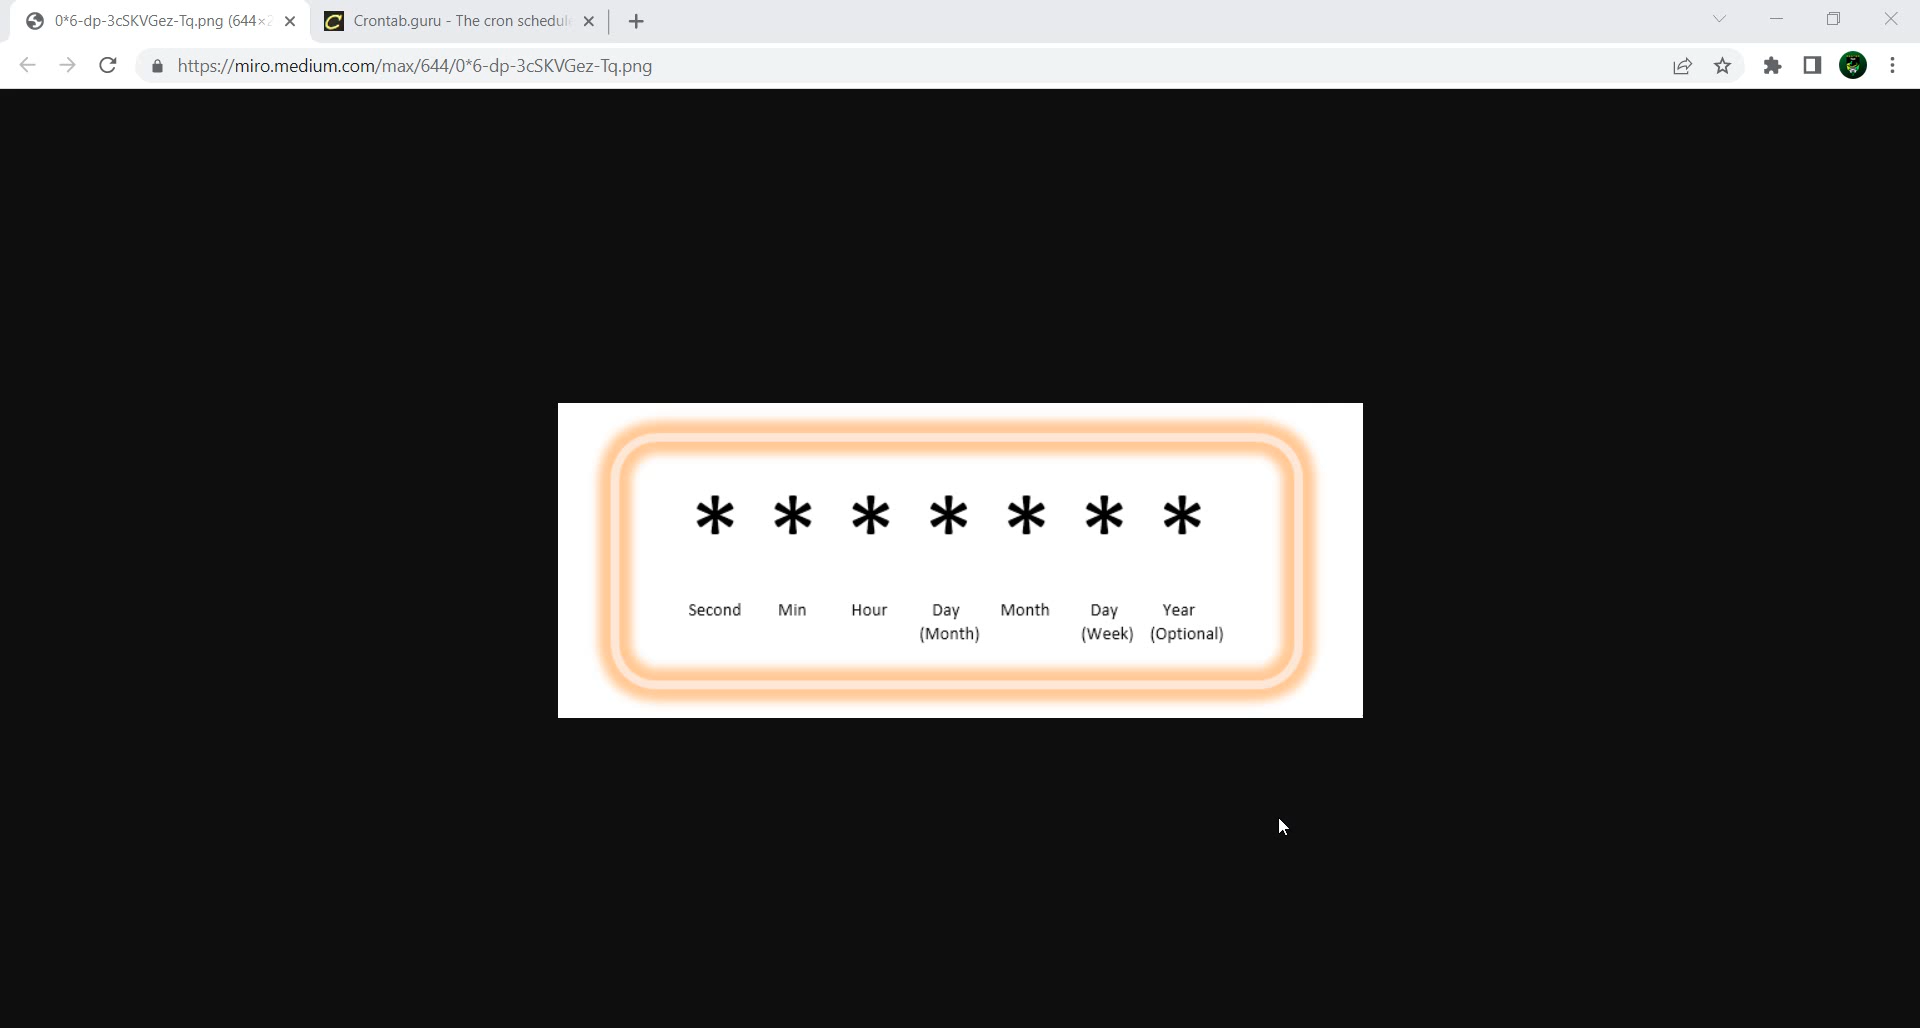 0*6-dp-3cSKVGez-Tq.png (644×2
Crontab.guru - The cron schedul
https://miro.medium.com/max/644/0*6-dp-3cSKVGez-Tq.png
* * * * * * *
Second Min Hour Day Month Day Year
(Month) (Week) (Optional)